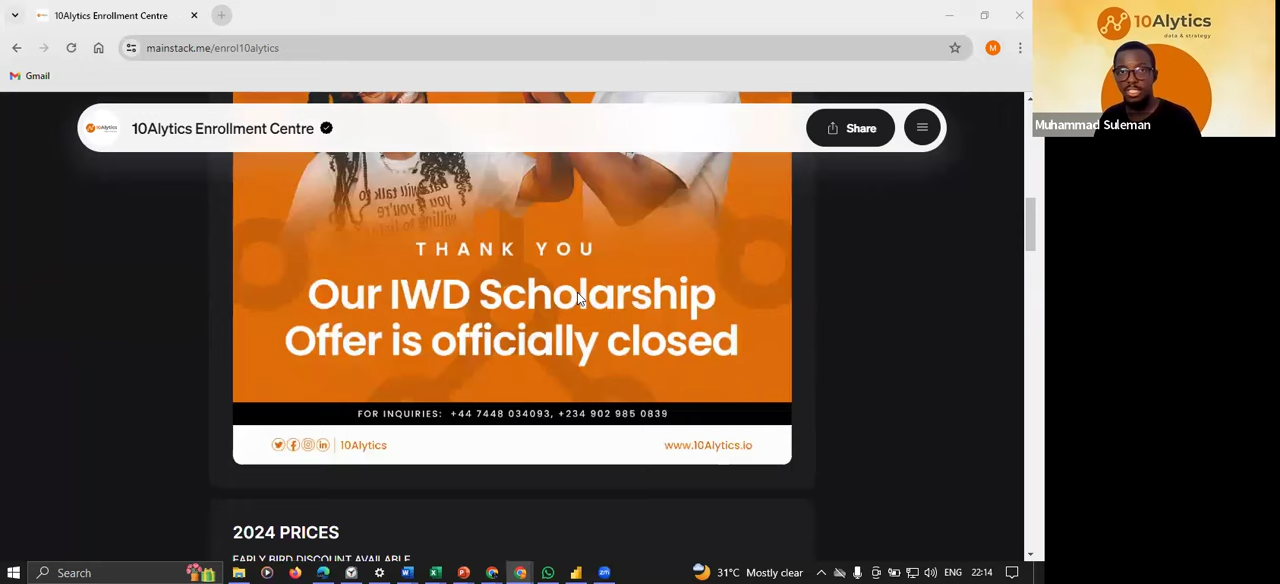 10Alytics Enrollment Centre
mainstack.me/enrol10alytics
M
Gmail
10Alytics
data & strategy
Muhammad Suleman
10Alytics
10Alytics Enrollment Centre
Share
THANK YOU
Our IWD Scholarship
Offer is officially closed
FOR INQUIRIES: +44 7448 034093, +234 902 985 0839
10Alytics
www.10Alytics.io
2024 PRICES
EARLY BIRD DISCOUNT AVAILABLE
Search
31°C Mostly clear
ENG
22:14